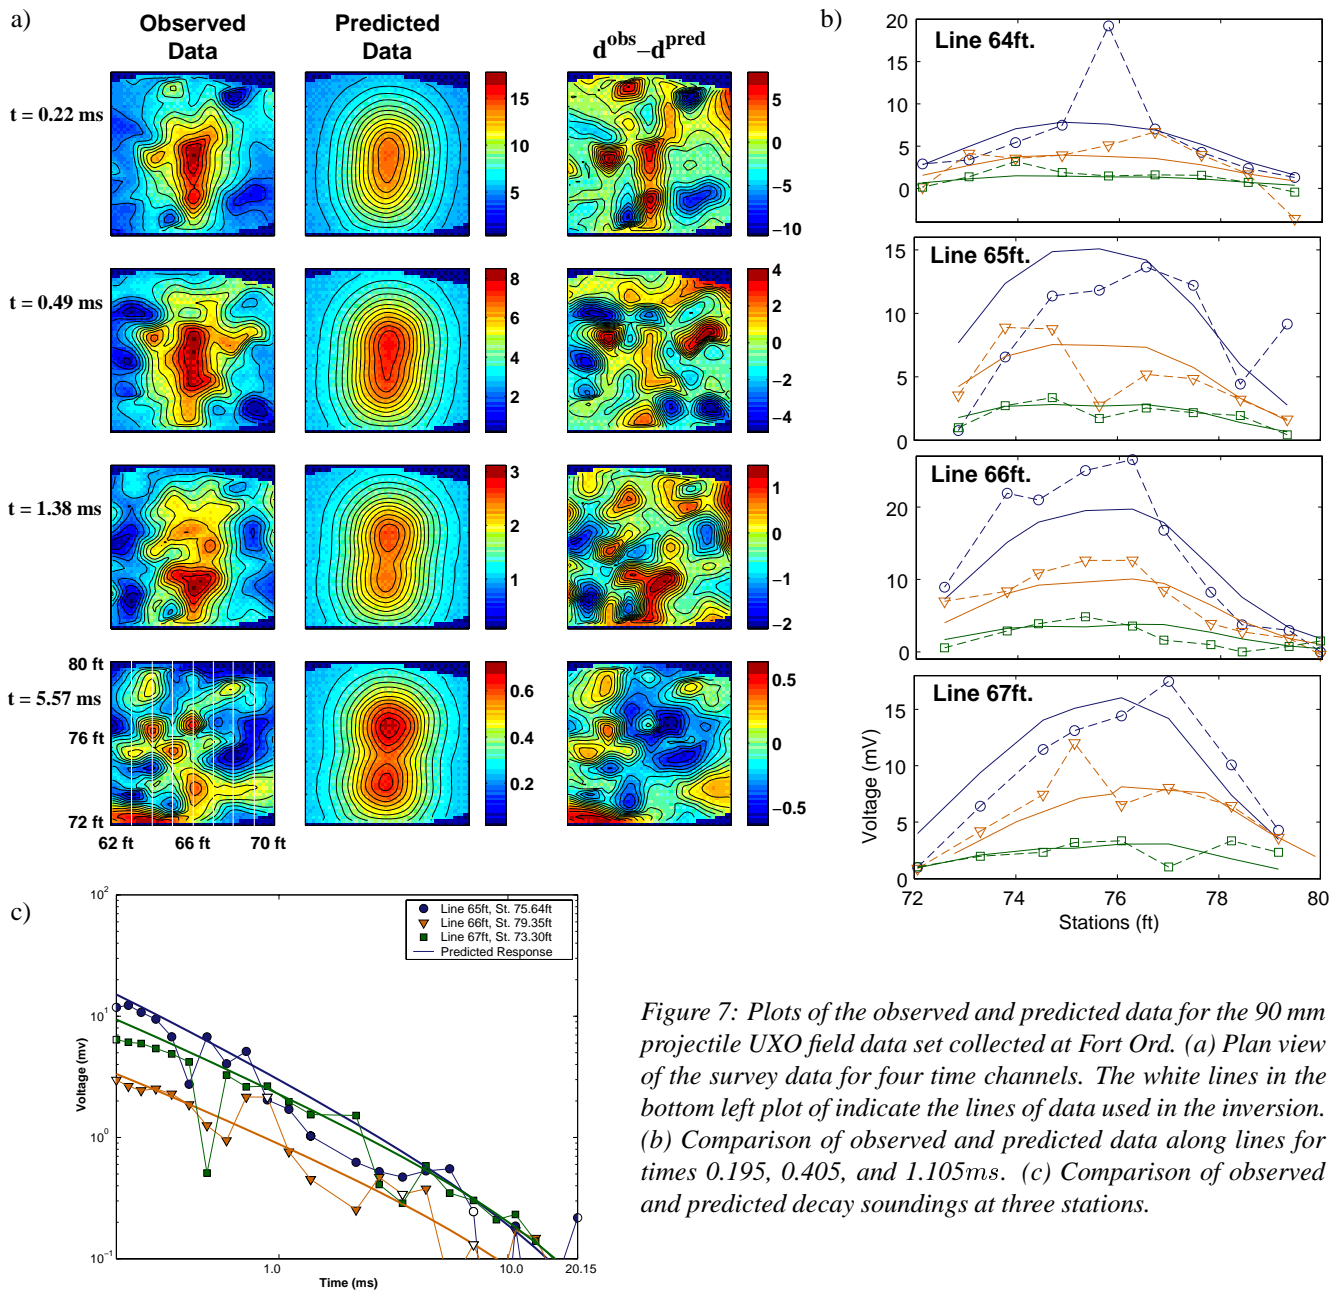 a)
Observed Data
Predicted Data
d^obs–d^pred
t = 0.22 ms
15
10
5
5
0
−5
−10
t = 0.49 ms
8
6
4
2
4
2
0
−2
−4
t = 1.38 ms
3
2
1
1
0
−1
−2
t = 5.57 ms
80 ft
76 ft
72 ft
62 ft
66 ft
70 ft
0.6
0.4
0.2
0.5
0
−0.5
b)
Line 64ft.
20
15
10
5
0
Line 65ft.
15
10
5
0
Line 66ft.
20
10
0
Line 67ft.
15
10
5
0
Voltage (mV)
72
74
76
78
80
Stations (ft)
c)
10^2
10^1
10^0
10^−1
Voltage (mv)
Line 65ft, St. 75.64ft
Line 66ft, St. 79.35ft
Line 67ft, St. 73.30ft
Predicted Response
1.0
10.0
20.15
Time (ms)
Figure 7: Plots of the observed and predicted data for the 90 mm
projectile UXO field data set collected at Fort Ord. (a) Plan view
of the survey data for four time channels. The white lines in the
bottom left plot of indicate the lines of data used in the inversion.
(b) Comparison of observed and predicted data along lines for
times 0.195, 0.405, and 1.105ms. (c) Comparison of observed
and predicted decay soundings at three stations.